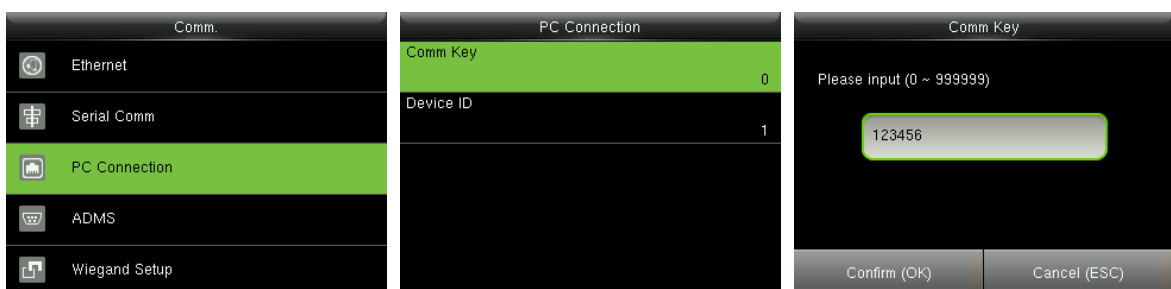 Comm.
Ethernet
Serial Comm
PC Connection
ADMS
Wiegand Setup
PC Connection
Comm Key
0
Device ID
1
Comm Key
Please input (0 ~ 999999)
123456
Confirm (OK)
Cancel (ESC)